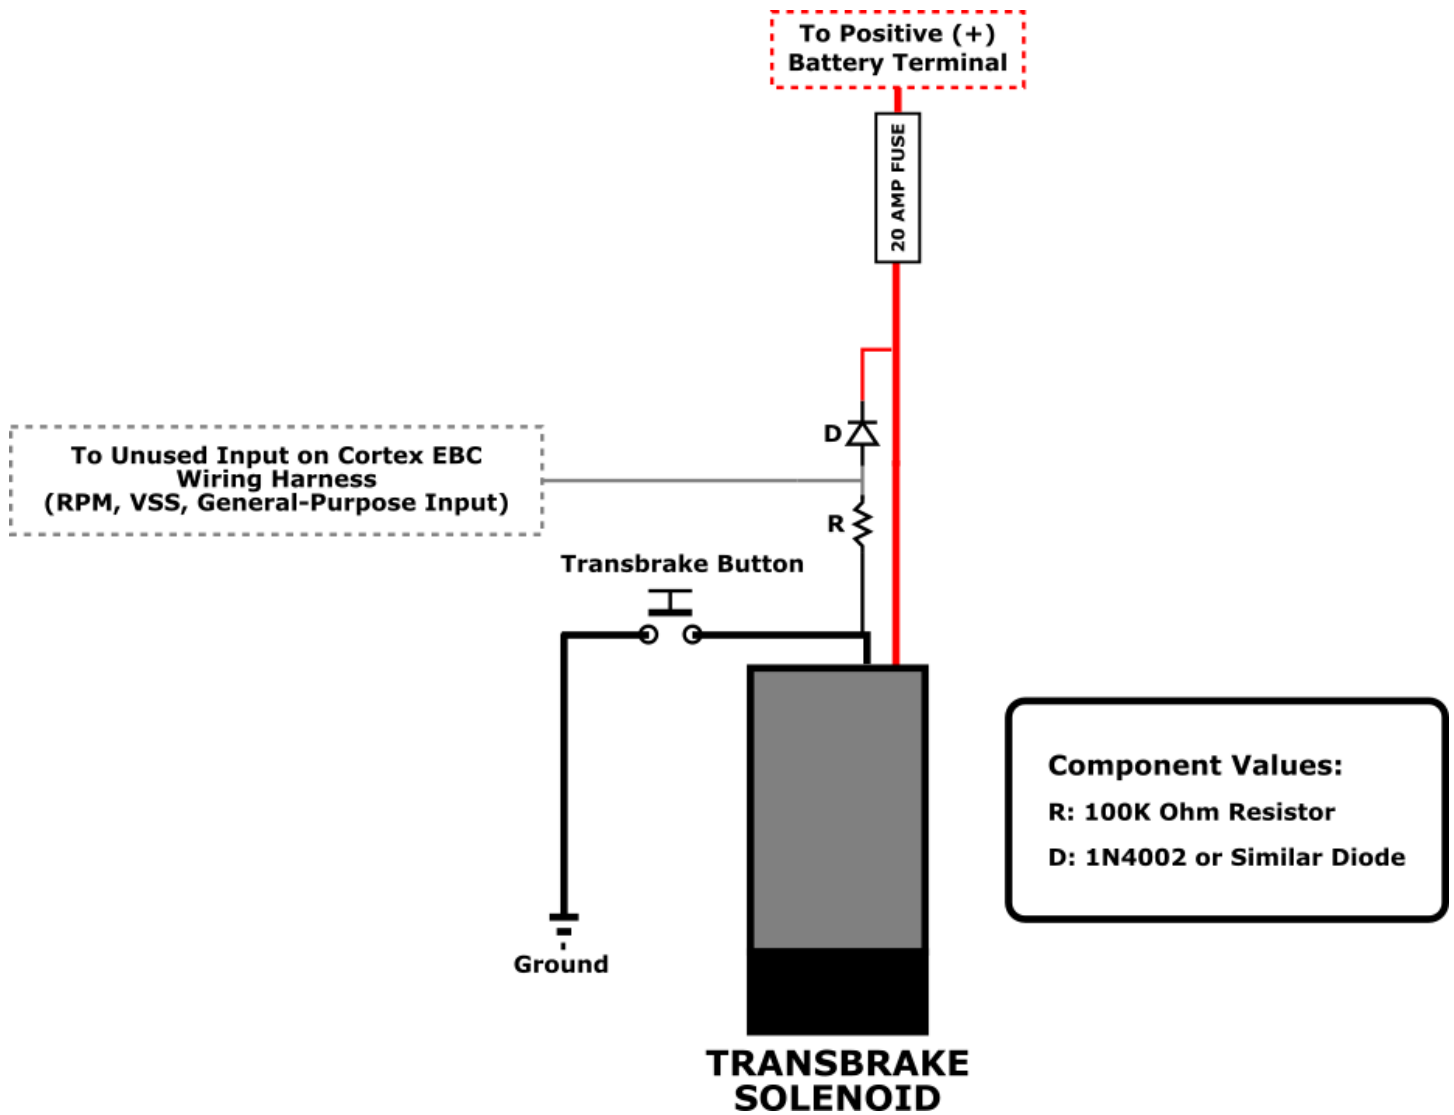 To Positive (+)
Battery Terminal
20 AMP FUSE
D
To Unused Input on Cortex EBC
Wiring Harness
(RPM, VSS, General-Purpose Input)
R
Transbrake Button
Component Values:
R: 100K Ohm Resistor
D: 1N4002 or Similar Diode
Ground
TRANSBRAKE
SOLENOID